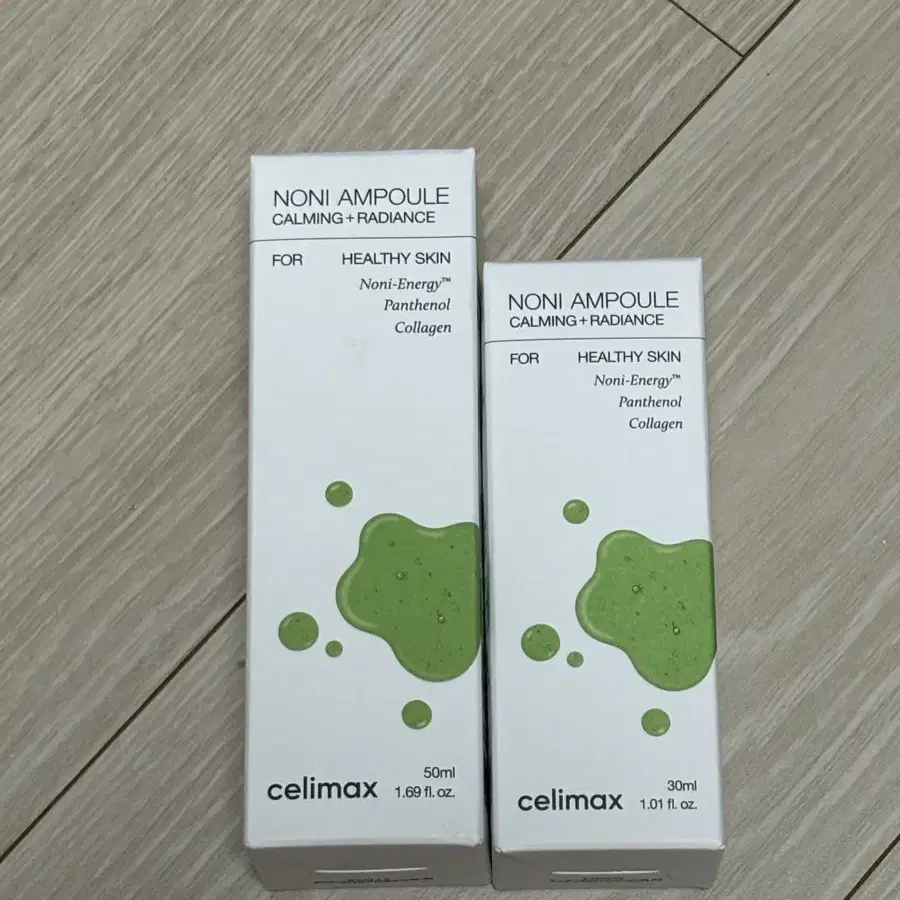 NONI AMPOULE
CALMING+RADIANCE
FOR HEALTHY SKIN
Noni-Energy™
Panthenol
Collagen
celimax
50ml
1.69 fl. oz.
NONI AMPOULE
CALMING+RADIANCE
FOR HEALTHY SKIN
Noni-Energy™
Panthenol
Collagen
celimax
30ml
1.01 fl. oz.